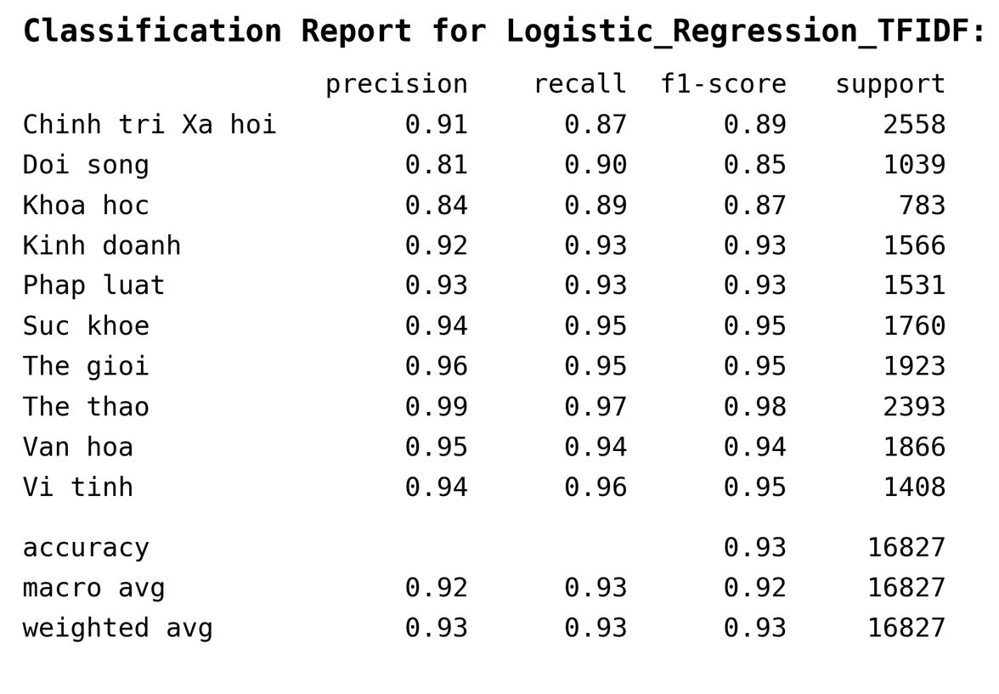 Classification Report for Logistic_Regression_TFIDF:
precision recall f1-score support
Chinh tri Xa hoi 0.91 0.87 0.89 2558
Doi song 0.81 0.90 0.85 1039
Khoa hoc 0.84 0.89 0.87 783
Kinh doanh 0.92 0.93 0.93 1566
Phap luat 0.93 0.93 0.93 1531
Suc khoe 0.94 0.95 0.95 1760
The gioi 0.96 0.95 0.95 1923
The thao 0.99 0.97 0.98 2393
Van hoa 0.95 0.94 0.94 1866
Vi tinh 0.94 0.96 0.95 1408
accuracy 0.93 16827
macro avg 0.92 0.93 0.92 16827
weighted avg 0.93 0.93 0.93 16827